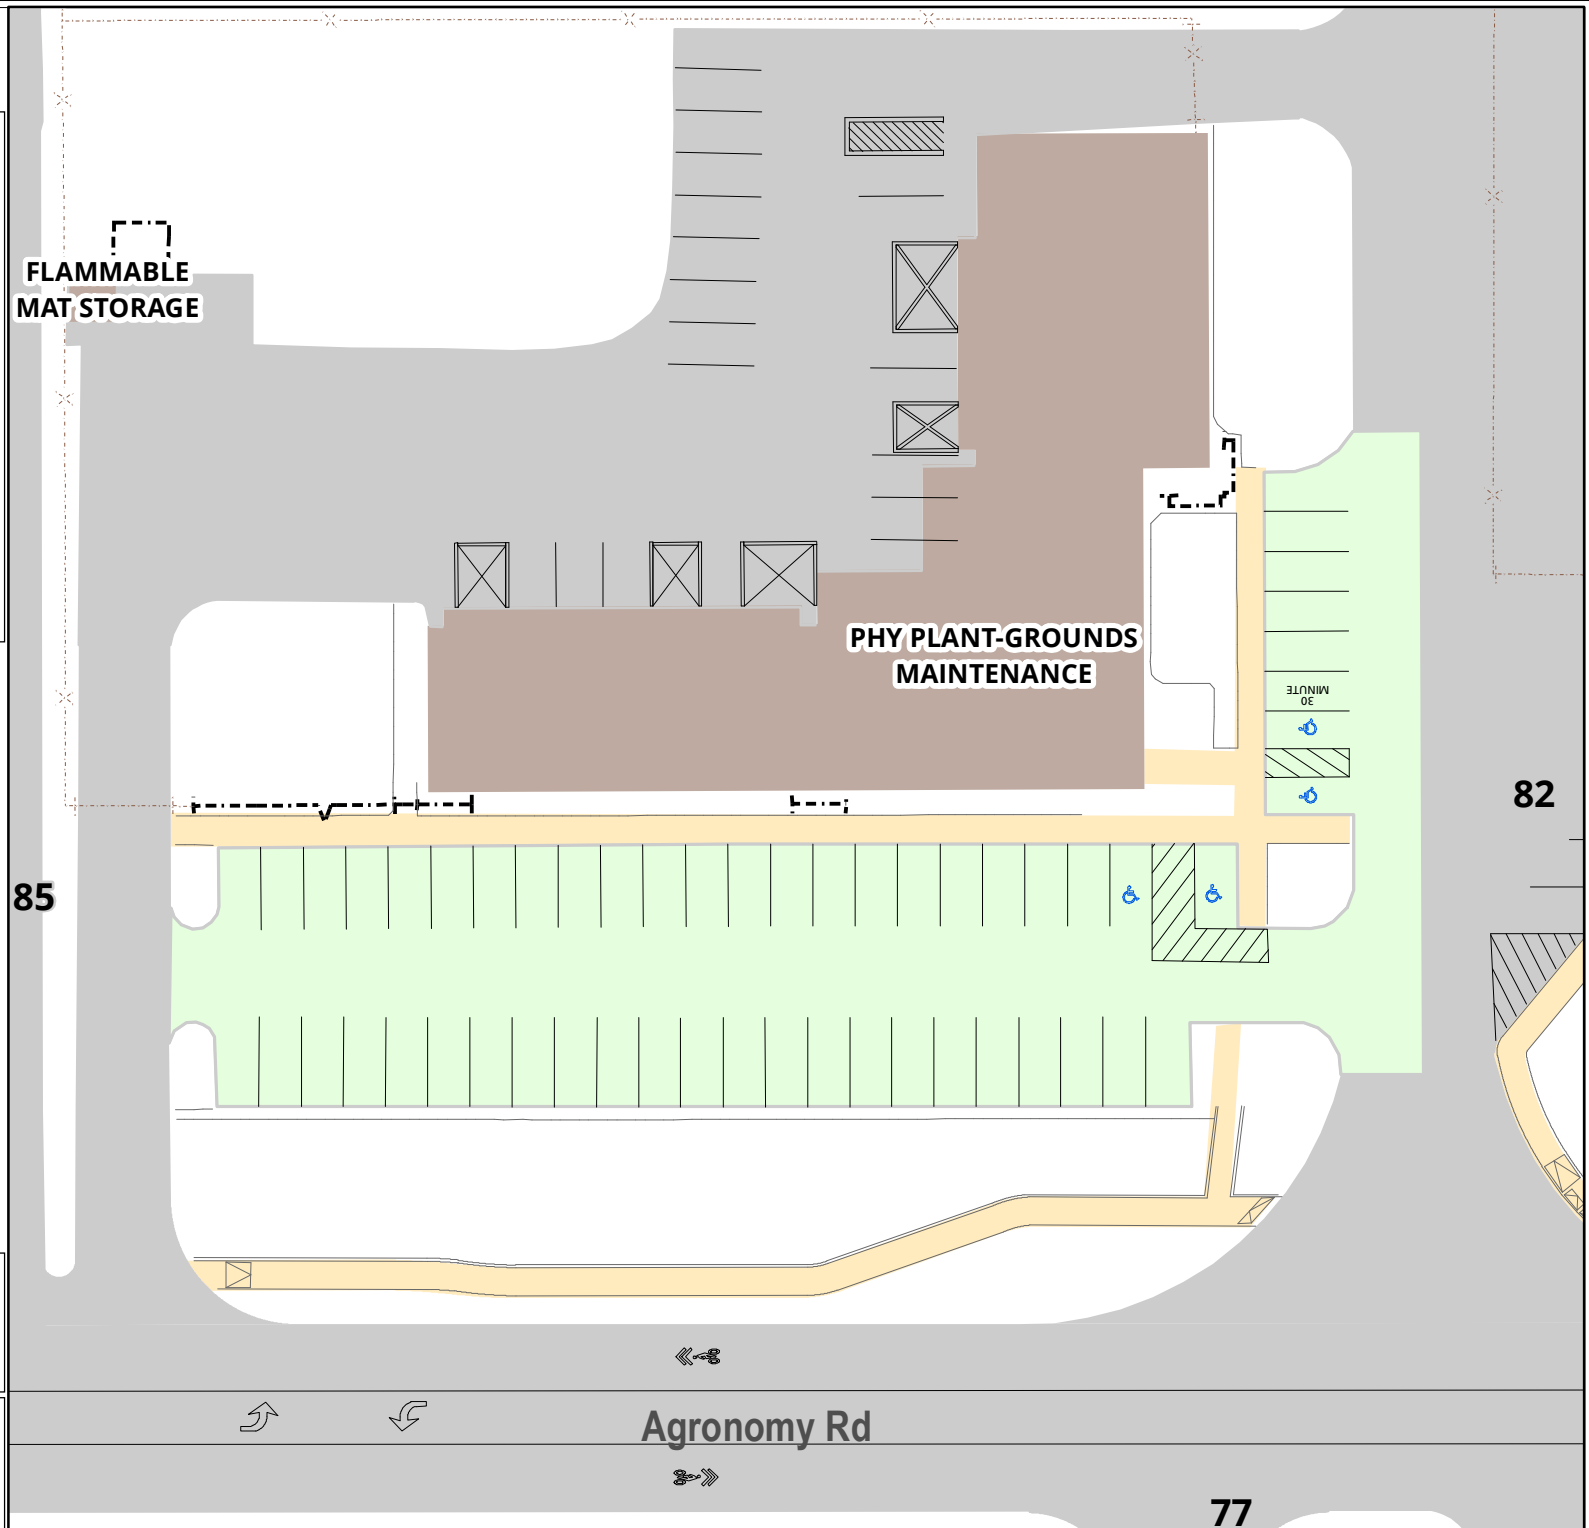 FLAMMABLE
MAT STORAGE
PHY PLANT-GROUNDS
MAINTENANCE
30
MINUTE
82
85
Agronomy Rd
77